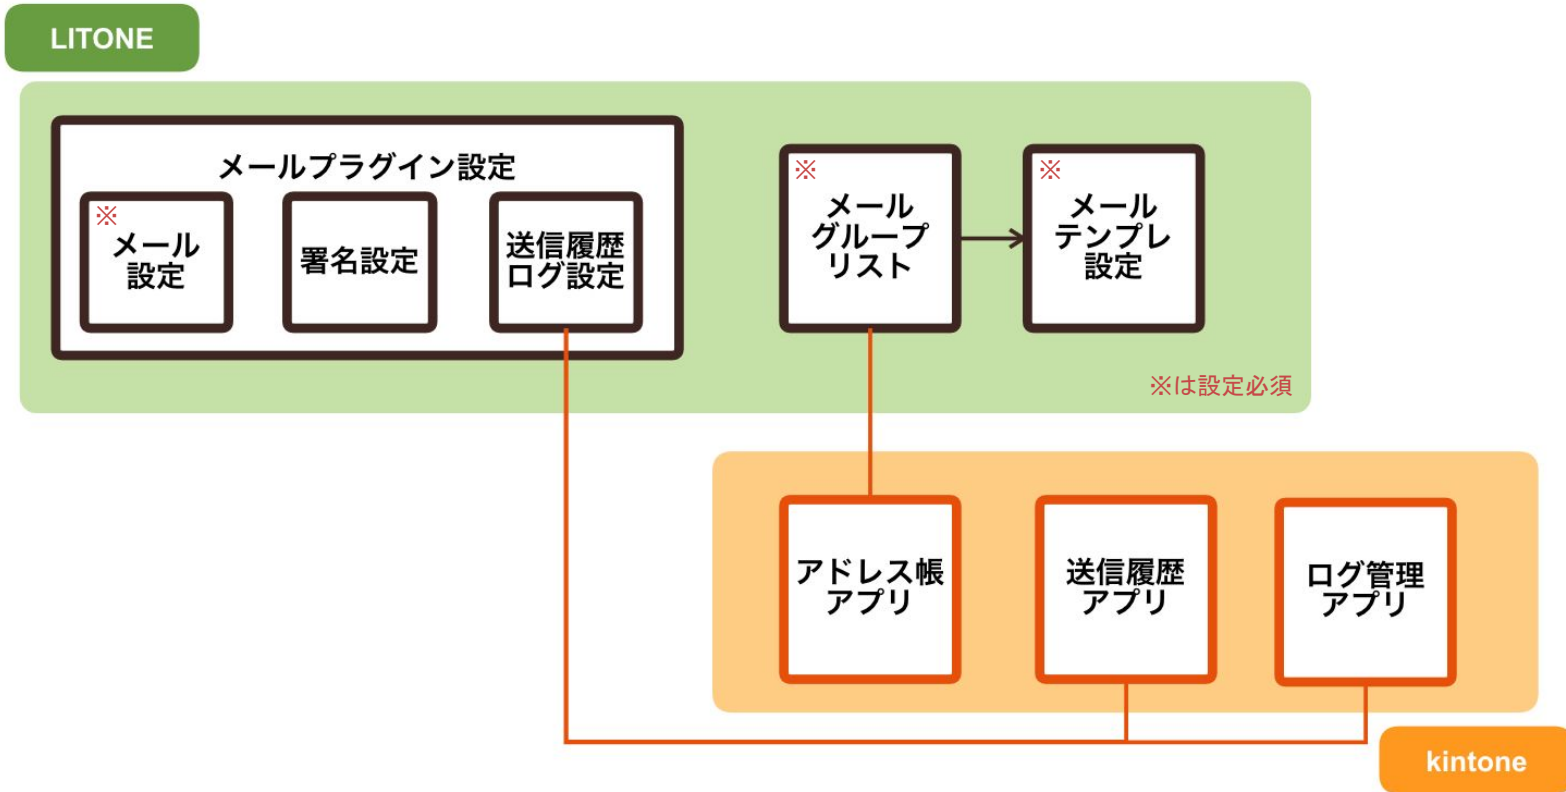 LITONE
メールプラグイン設定
※
メール
設定
署名設定
送信履歴
ログ設定
※
メール
グループ
リスト
※
メール
テンプレ
設定
※は設定必須
アドレス帳
アプリ
送信履歴
アプリ
ログ管理
アプリ
kintone